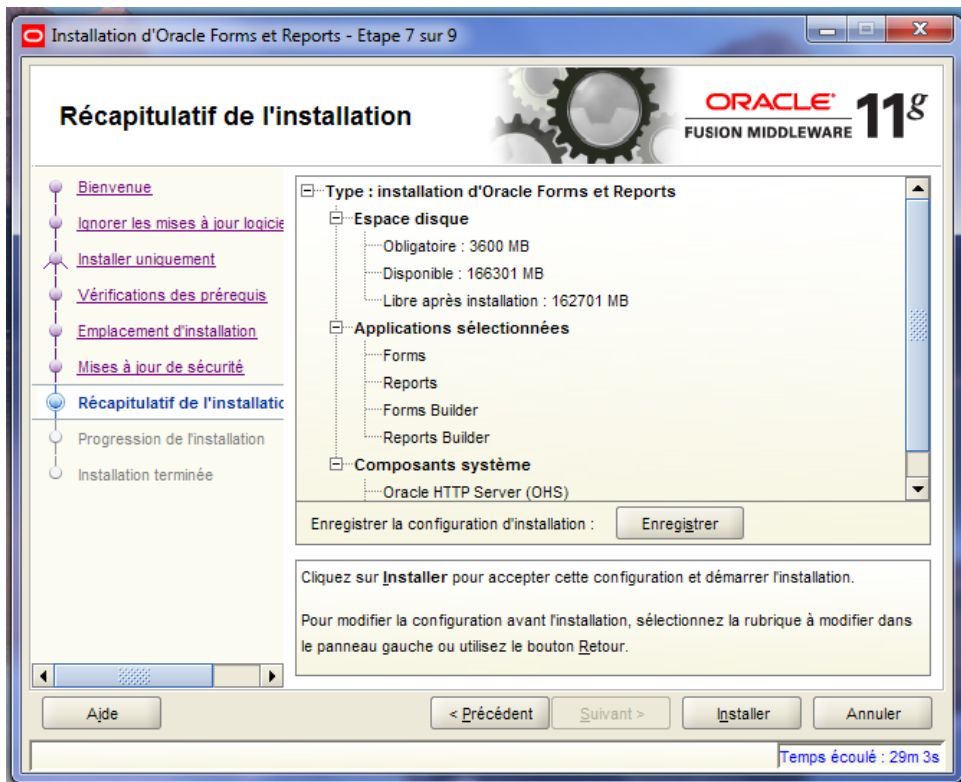 Installation d'Oracle Forms et Reports - Etape 7 sur 9
Récapitulatif de l'installation
ORACLE
FUSION MIDDLEWARE 11g
Bienvenue
Ignorer les mises à jour logicie
Installer uniquement
Vérifications des prérequis
Emplacement d'installation
Mises à jour de sécurité
Récapitulatif de l'installatic
Progression de l'installation
Installation terminée
Type : installation d'Oracle Forms et Reports
Espace disque
Obligatoire : 3600 MB
Disponible : 166301 MB
Libre après installation : 162701 MB
Applications sélectionnées
Forms
Reports
Forms Builder
Reports Builder
Composants système
Oracle HTTP Server (OHS)
Enregistrer la configuration d'installation : Enregistrer
Cliquez sur Installer pour accepter cette configuration et démarrer l'installation.
Pour modifier la configuration avant l'installation, sélectionnez la rubrique à modifier dans
le panneau gauche ou utilisez le bouton Retour.
Aide < Précédent Suivant > Installer Annuler
Temps écoulé : 29m 3s